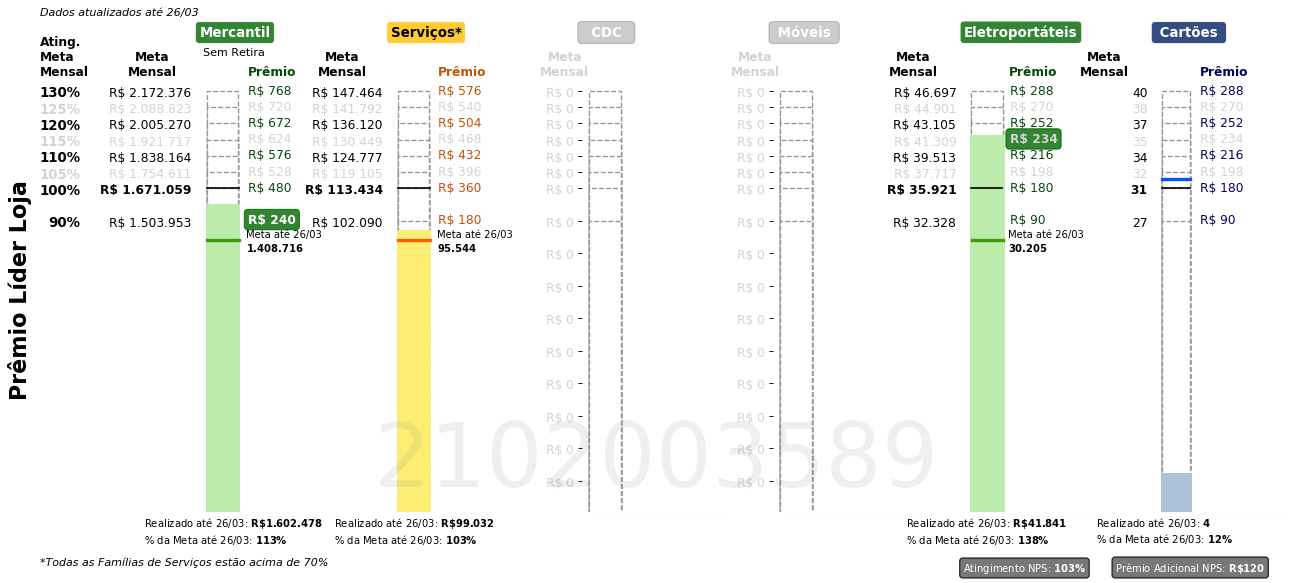 Dados atualizados até 26/03
Mercantil
Serviços*
CDC
Móveis
Eletroportáteis
Cartões
Sem Retira
Ating.
Meta
Mensal
Meta
Mensal
Prêmio
Meta
Mensal
Prêmio
Meta
Mensal
Meta
Mensal
Meta
Mensal
Prêmio
Meta
Mensal
Prêmio
130% R$ 2.172.376 R$ 768 R$ 147.464 R$ 576 R$ 0 R$ 0 R$ 46.697 R$ 288 40 R$ 288
125% R$ 2.088.823 R$ 720 R$ 141.792 R$ 540 R$ 0 R$ 0 R$ 44.901 R$ 270 38 R$ 270
120% R$ 2.005.270 R$ 672 R$ 136.120 R$ 504 R$ 0 R$ 0 R$ 43.105 R$ 252 37 R$ 252
115% R$ 1.921.717 R$ 624 R$ 130.449 R$ 468 R$ 0 R$ 0 R$ 41.309 R$ 234 35 R$ 234
110% R$ 1.838.164 R$ 576 R$ 124.777 R$ 432 R$ 0 R$ 0 R$ 39.513 R$ 216 34 R$ 216
105% R$ 1.754.611 R$ 528 R$ 119.105 R$ 396 R$ 0 R$ 0 R$ 37.717 R$ 198 32 R$ 198
100% R$ 1.671.059 R$ 480 R$ 113.434 R$ 360 R$ 0 R$ 0 R$ 35.921 R$ 180 31 R$ 180
90% R$ 1.503.953 R$ 240 R$ 102.090 R$ 180 R$ 0 R$ 0 R$ 32.328 R$ 90 27 R$ 90
Meta até 26/03
1.408.716
Meta até 26/03
95.544
Meta até 26/03
30.205
R$ 0 R$ 0
R$ 0 R$ 0
R$ 0 R$ 0
R$ 0 R$ 0
R$ 0 R$ 0
R$ 0 R$ 0
R$ 0 R$ 0
R$ 0 R$ 0
Prêmio Líder Loja
2102003589
Realizado até 26/03: R$1.602.478
% da Meta até 26/03: 113%
Realizado até 26/03: R$99.032
% da Meta até 26/03: 103%
Realizado até 26/03: R$41.841
% da Meta até 26/03: 138%
Realizado até 26/03: 4
% da Meta até 26/03: 12%
*Todas as Famílias de Serviços estão acima de 70%
Atingimento NPS: 103%
Prêmio Adicional NPS: R$120